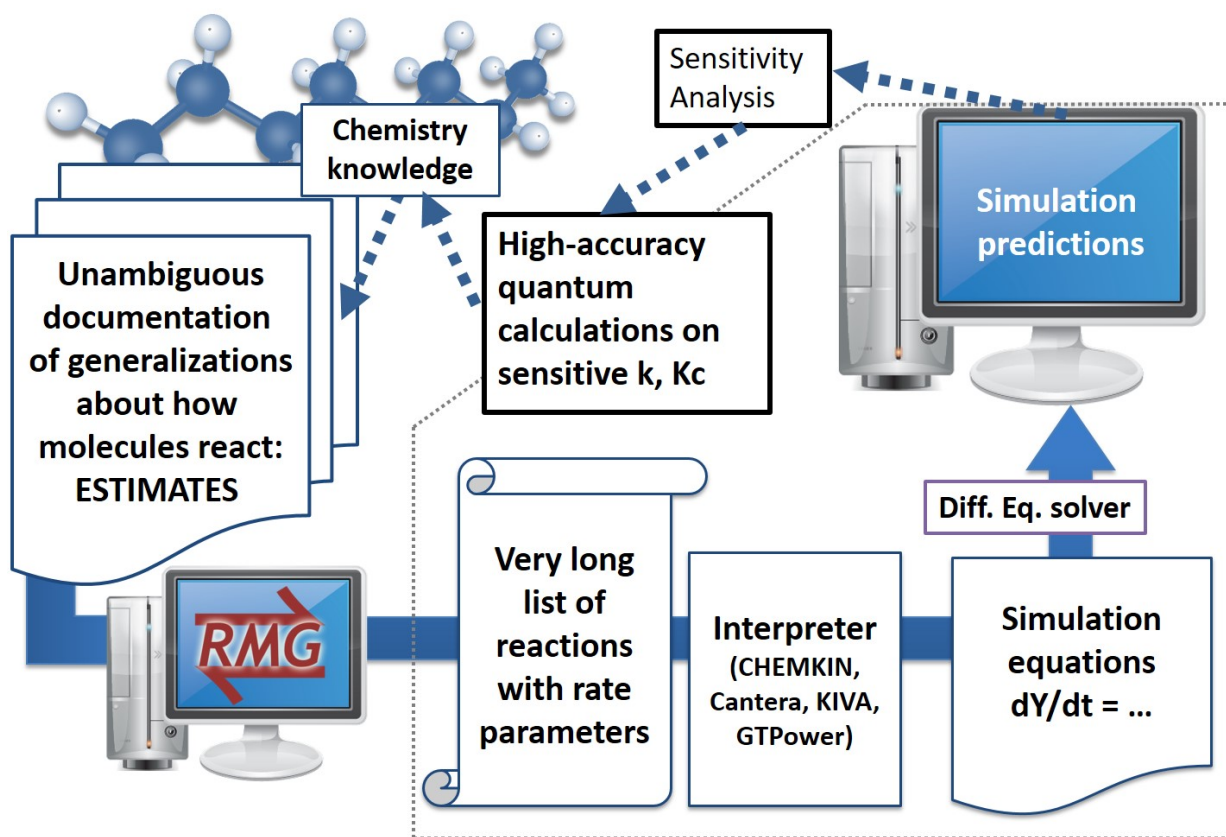 Sensitivity
Analysis
Chemistry
knowledge
Simulation
predictions
High-accuracy
quantum
calculations on
sensitive k, Kc
Unambiguous
documentation
of generalizations
about how
molecules react:
ESTIMATES
Diff. Eq. solver
RMG
Very long
list of
reactions
with rate
parameters
Interpreter
(CHEMKIN,
Cantera, KIVA,
GTPower)
Simulation
equations
dY/dt = …